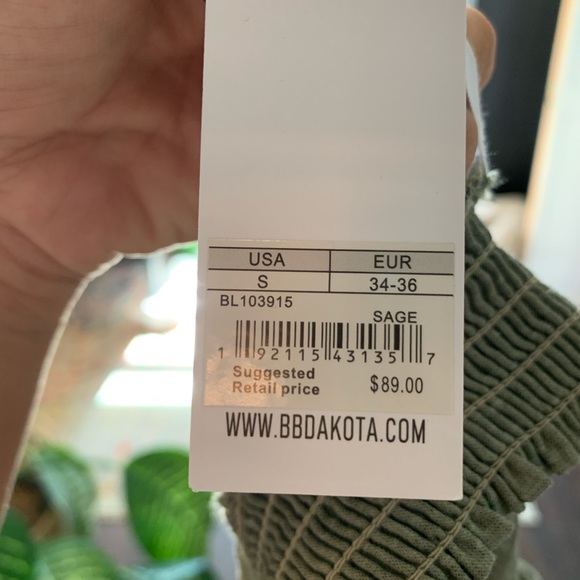 USA EUR
S 34-36
BL103915
SAGE
1 92115 43135 7
Suggested
Retail price $89.00
WWW.BBDAKOTA.COM